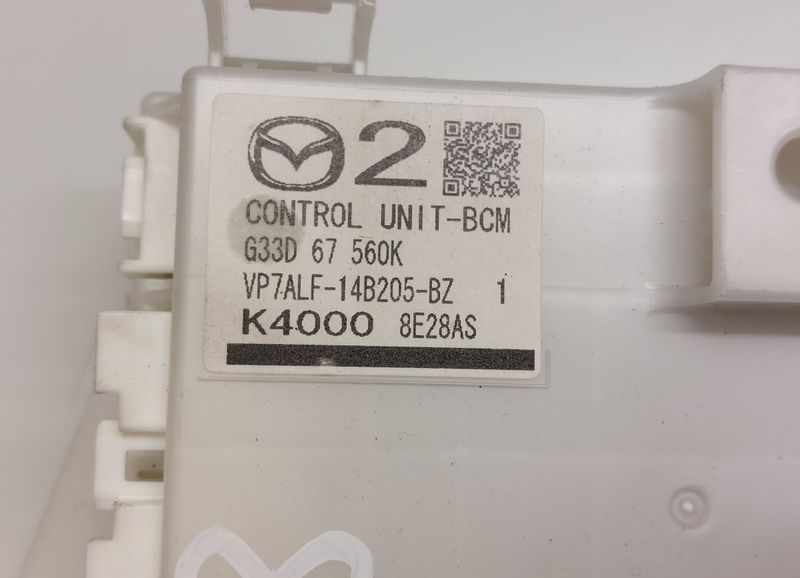 2
CONTROL UNIT-BCM
G33D 67 560K
VP7ALF-14B205-BZ 1
K4000 8E28AS